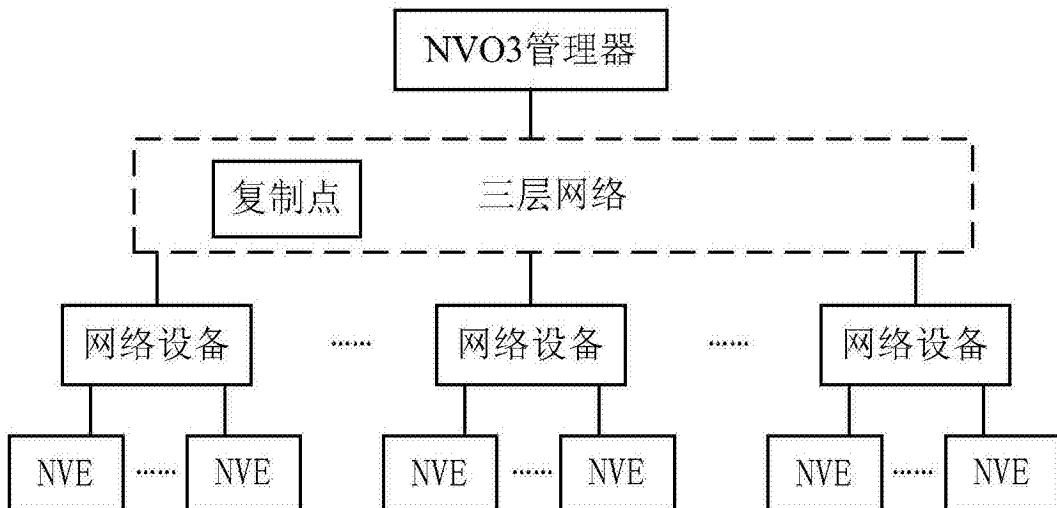 NVO3管理器
复制点
三层网络
网络设备 …… 网络设备 …… 网络设备
NVE …… NVE NVE …… NVE NVE …… NVE